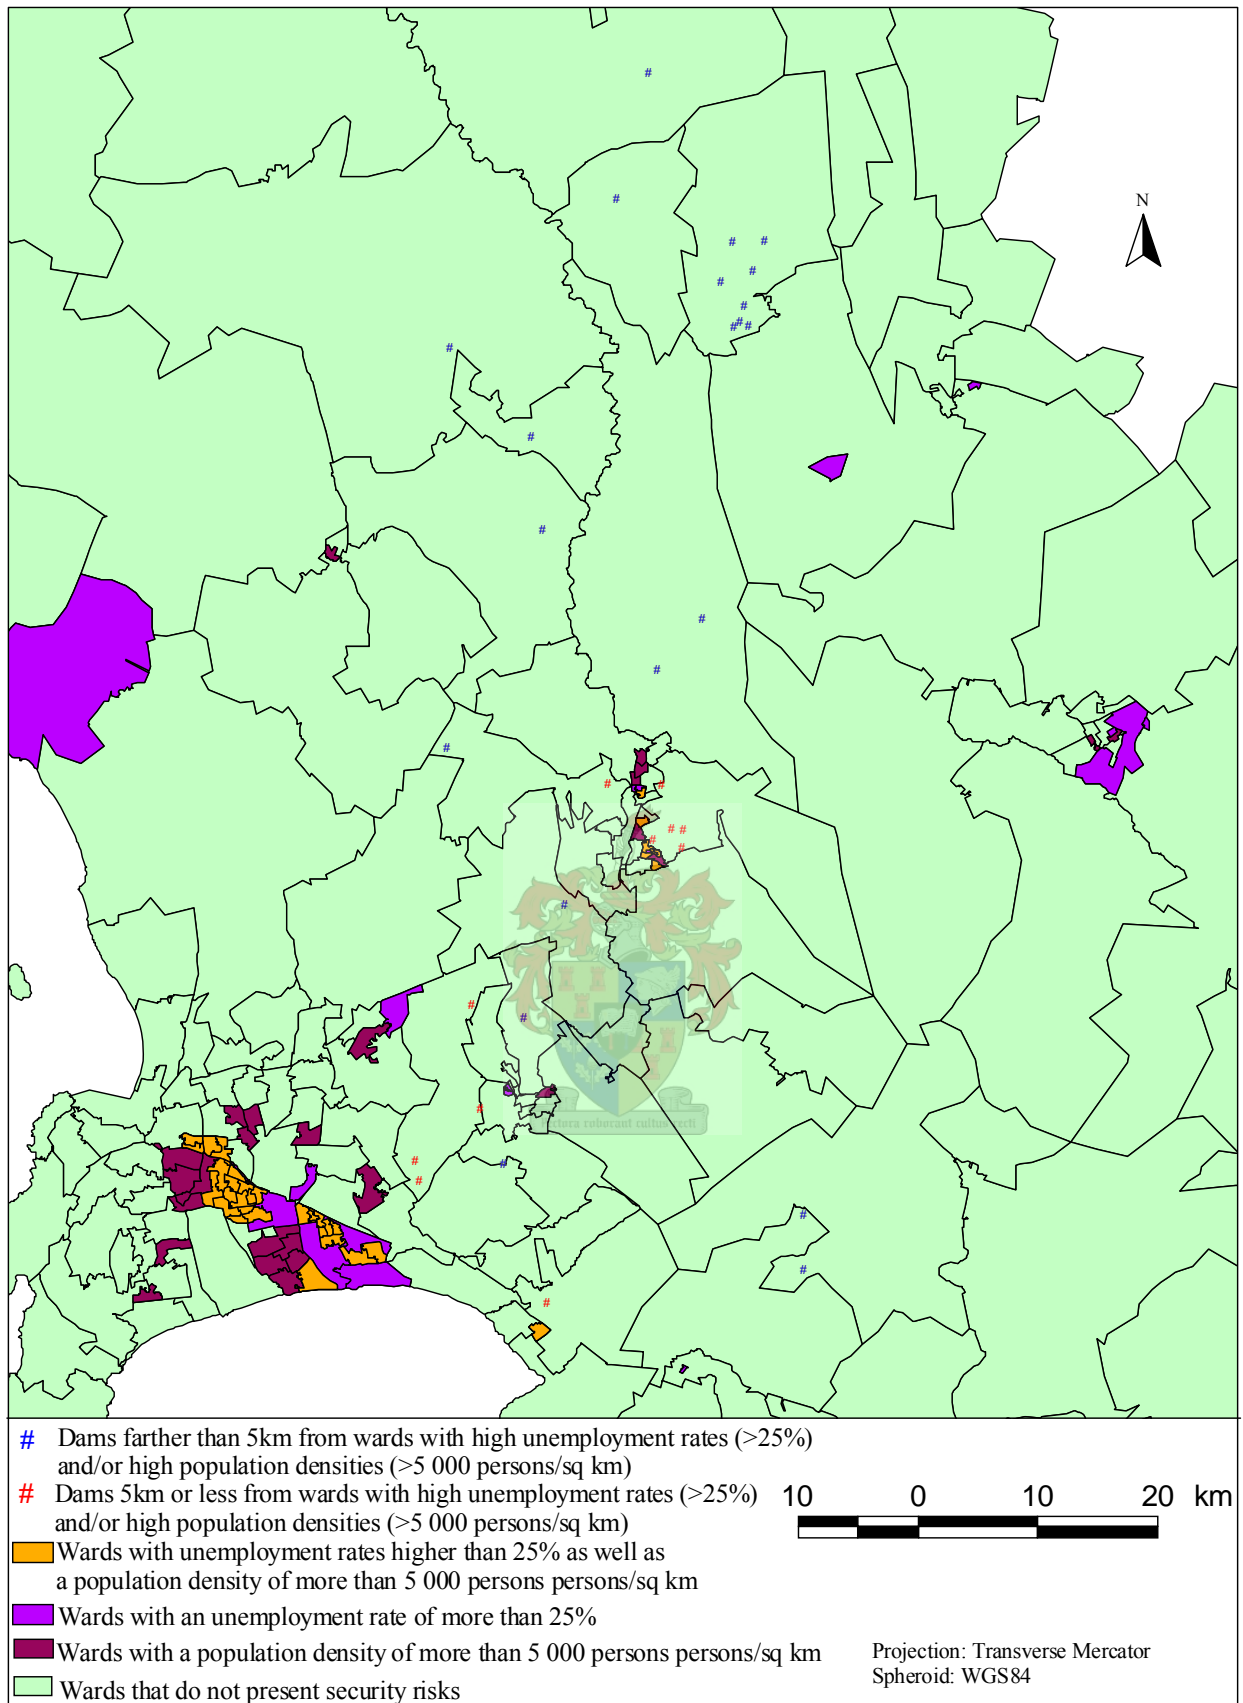 N
Pectora roborant cultus recti
# Dams farther than 5km from wards with high unemployment rates (>25%)
and/or high population densities (>5 000 persons/sq km)
# Dams 5km or less from wards with high unemployment rates (>25%)
and/or high population densities (>5 000 persons/sq km)
10 0 10 20 km
Wards with unemployment rates higher than 25% as well as
a population density of more than 5 000 persons persons/sq km
Wards with an unemployment rate of more than 25%
Wards with a population density of more than 5 000 persons persons/sq km
Wards that do not present security risks
Projection: Transverse Mercator
Spheroid: WGS84